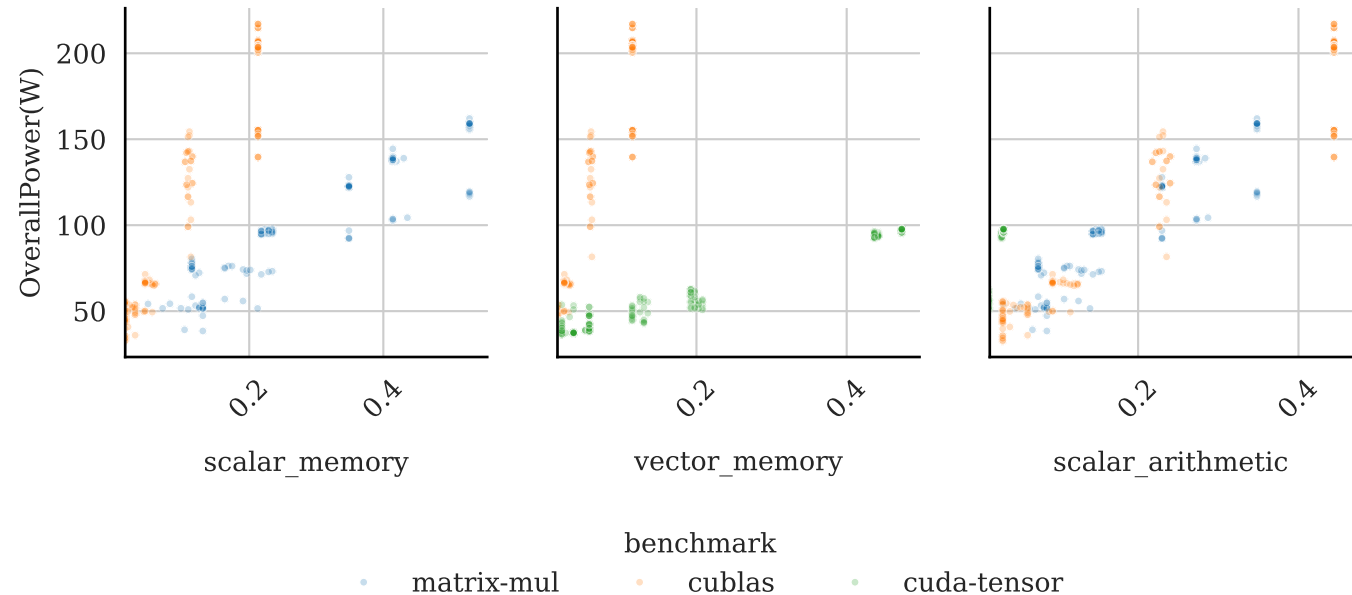 OverallPower(W)
200
150
100
50
0.2
0.4
0.2
0.4
0.2
0.4
scalar_memory
vector_memory
scalar_arithmetic
benchmark
matrix-mul
cublas
cuda-tensor